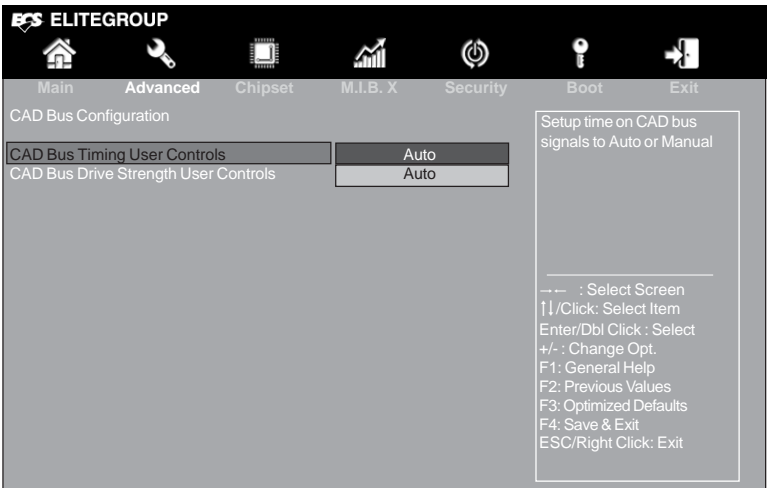 ECS ELITEGROUP
Main Advanced Chipset M.I.B. X Security Boot Exit
CAD Bus Configuration
CAD Bus Timing User Controls Auto
CAD Bus Drive Strength User Controls Auto
Setup time on CAD bus
signals to Auto or Manual
→← : Select Screen
↑↓/Click: Select Item
Enter/Dbl Click : Select
+/- : Change Opt.
F1: General Help
F2: Previous Values
F3: Optimized Defaults
F4: Save & Exit
ESC/Right Click: Exit